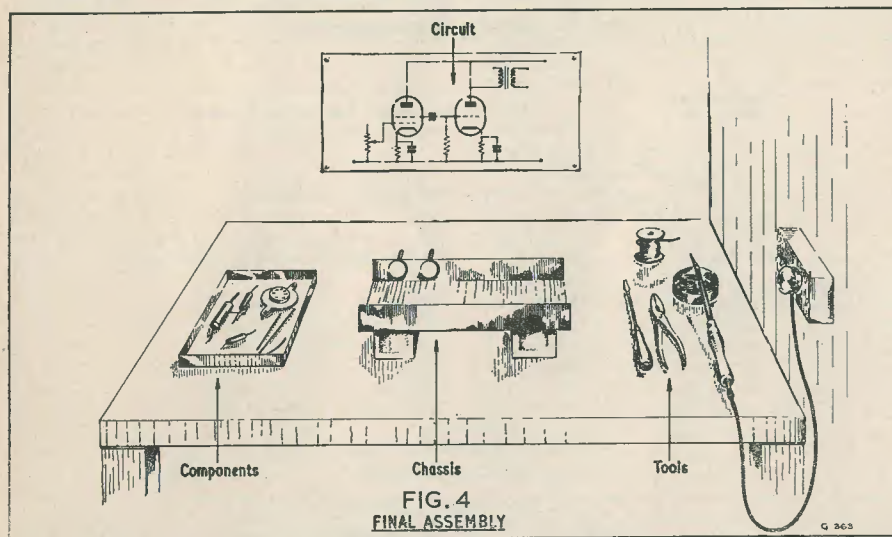 Circuit
Components
Chassis
Tools
FIG. 4
FINAL ASSEMBLY
G 363